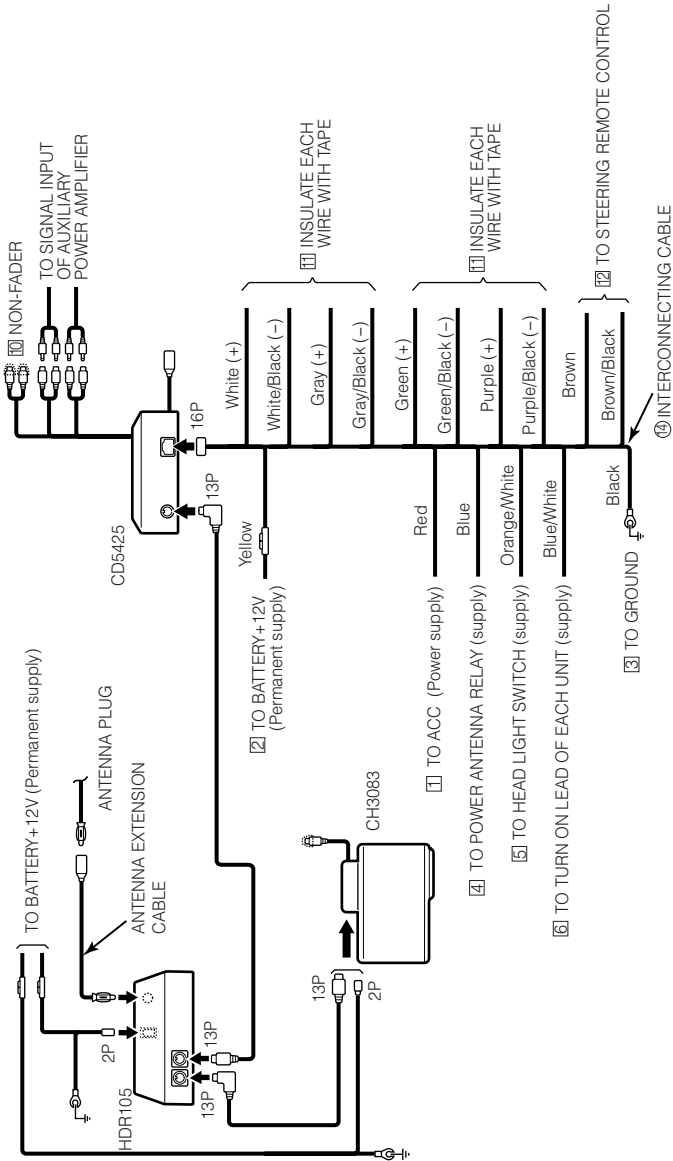 10 NON-FADER
TO SIGNAL INPUT
OF AUXILIARY
POWER AMPLIFIER
CD5425
13P
16P
TO BATTERY+12V (Permanent supply)
ANTENNA PLUG
ANTENNA EXTENSION
CABLE
HDR105
2P
13P
13P
13P
2P
CH3083
Yellow
2 TO BATTERY+12V
(Permanent supply)
White (+)
White/Black (−)
Gray (+)
Gray/Black (−)
11 INSULATE EACH
WIRE WITH TAPE
Green (+)
Green/Black (−)
Purple (+)
Purple/Black (−)
11 INSULATE EACH
WIRE WITH TAPE
Red
1 TO ACC (Power supply)
Blue
4 TO POWER ANTENNA RELAY (supply)
Orange/White
5 TO HEAD LIGHT SWITCH (supply)
Blue/White
6 TO TURN ON LEAD OF EACH UNIT (supply)
Brown
Brown/Black
12 TO STEERING REMOTE CONTROL
Black
3 TO GROUND
⑭ INTERCONNECTING CABLE